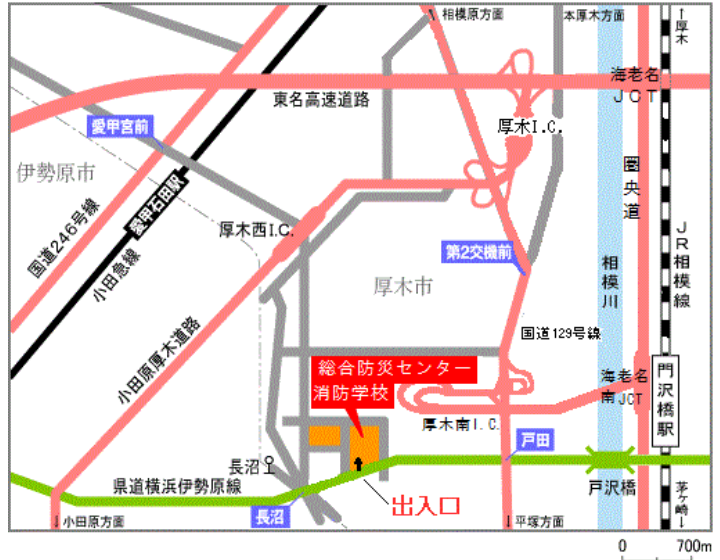 相模原方面
本厚木方面
厚木
海老名
JCT
東名高速道路
愛甲宮前
厚木I.C.
伊勢原市
圏央道
愛甲石田駅
国道246号線
小田急線
厚木西I.C.
第2交機前
JR相模線
相模川
厚木市
小田原厚木道路
国道129号線
総合防災センター
消防学校
海老名
南JCT
門沢橋駅
厚木南I.C.
戸田
長沼
県道横浜伊勢原線
出入口
戸沢橋
茅ヶ崎
長沼
小田原方面
平塚方面
0 700m